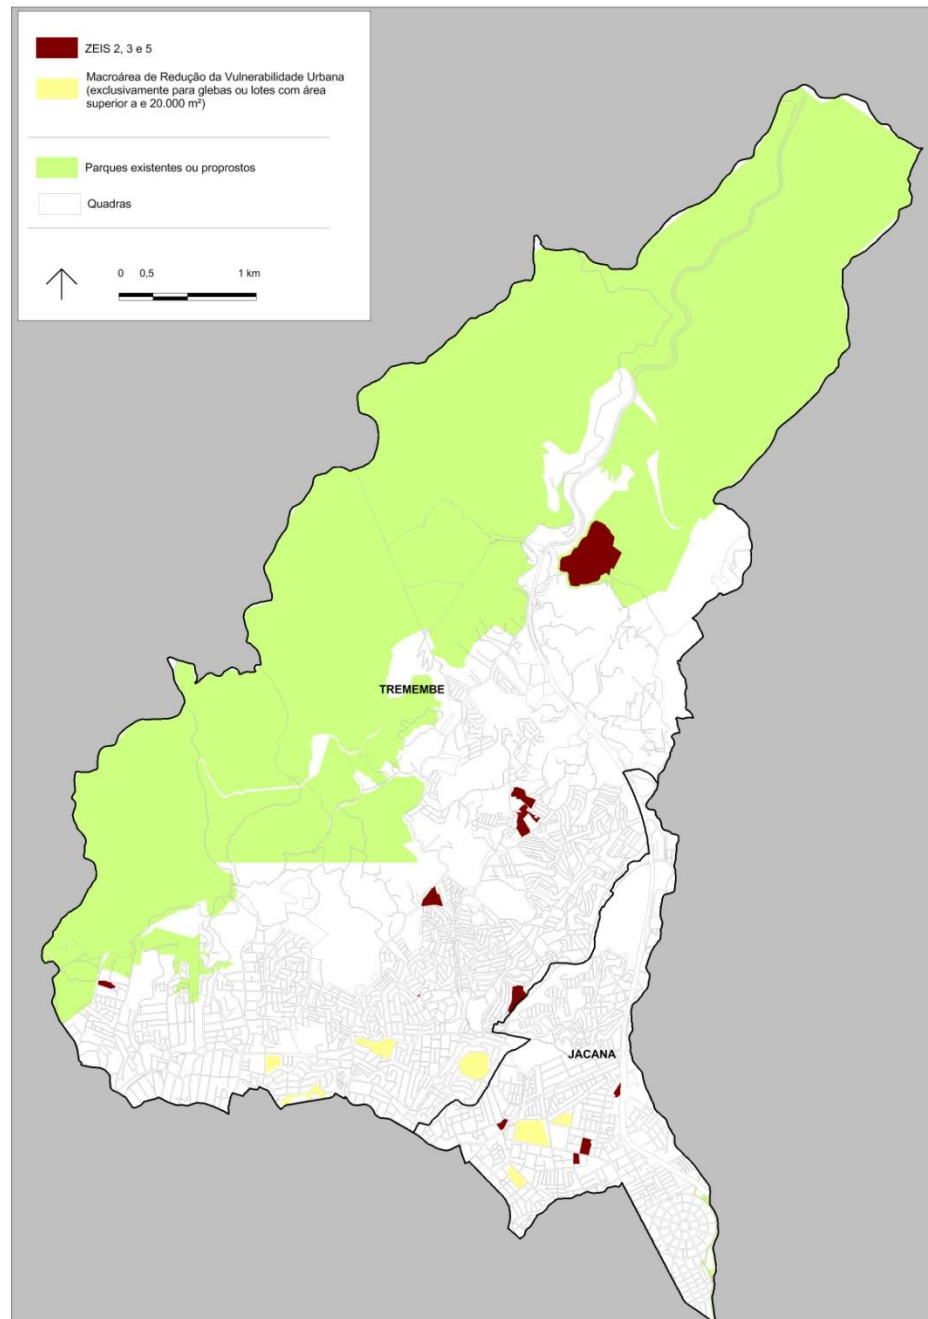 ZEIS 2, 3 e 5
Macroárea de Redução da Vulnerabilidade Urbana
(exclusivamente para glebas ou lotes com área
superior a e 20.000 m²)
Parques existentes ou proprostos
Quadras
0 0,5 1 km
TREMEMBE
JACANA